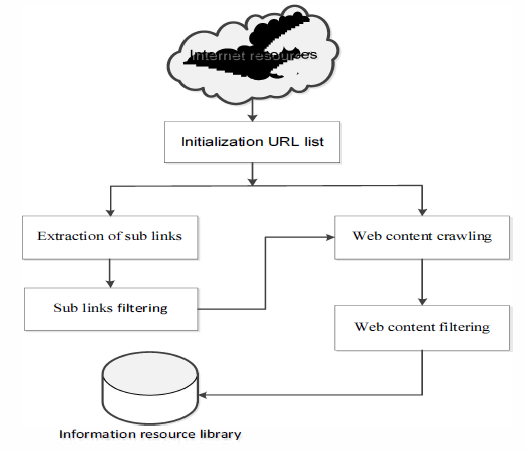 Internet resources
Initialization URL list
Extraction of sub links
Web content crawling
Sub links filtering
Web content filtering
Information resource library